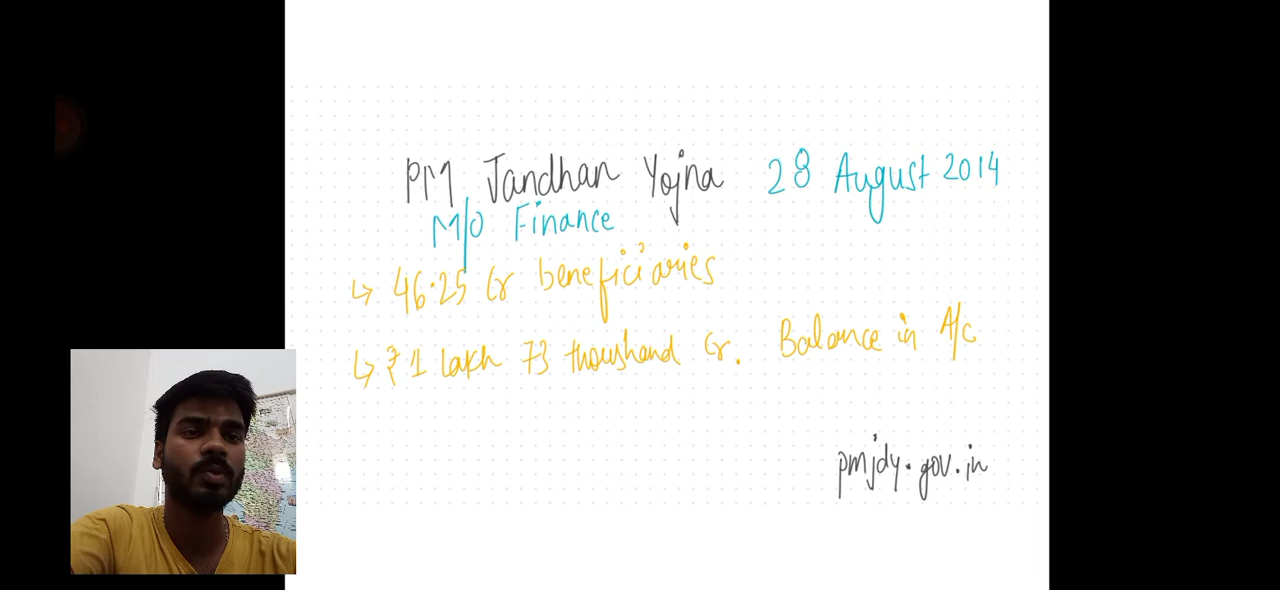 PM Jandhan Yojna 28 August 2014
M/O Finance
↳ 46.25 Cr beneficiaries
↳ ₹1 lakh 73 thoushand Cr. Balance in A/c
pmjdy.gov.in